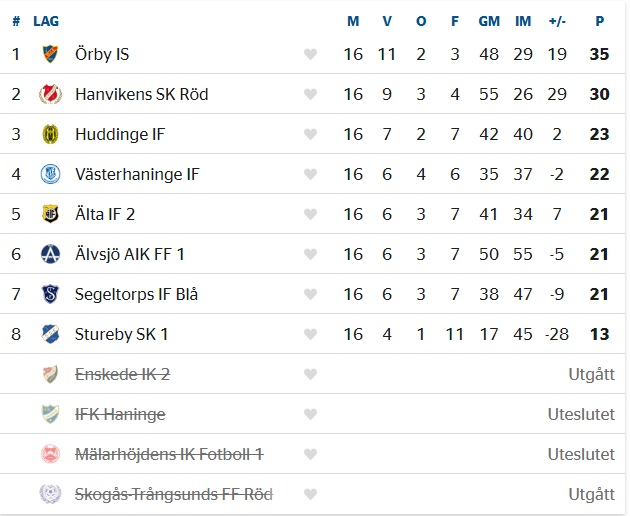 # LAG M V O F GM IM +/- P
1 Örby IS 16 11 2 3 48 29 19 35
2 Hanvikens SK Röd 16 9 3 4 55 26 29 30
3 Huddinge IF 16 7 2 7 42 40 2 23
4 Västerhaninge IF 16 6 4 6 35 37 -2 22
5 Älta IF 2 16 6 3 7 41 34 7 21
6 Älvsjö AIK FF 1 16 6 3 7 50 55 -5 21
7 Segeltorps IF Blå 16 6 3 7 38 47 -9 21
8 Stureby SK 1 16 4 1 11 17 45 -28 13
Enskede IK 2 Utgått
IFK Haninge Uteslutet
Mälarhöjdens IK Fotboll 1 Uteslutet
Skogås-Trångsunds FF Röd Utgått